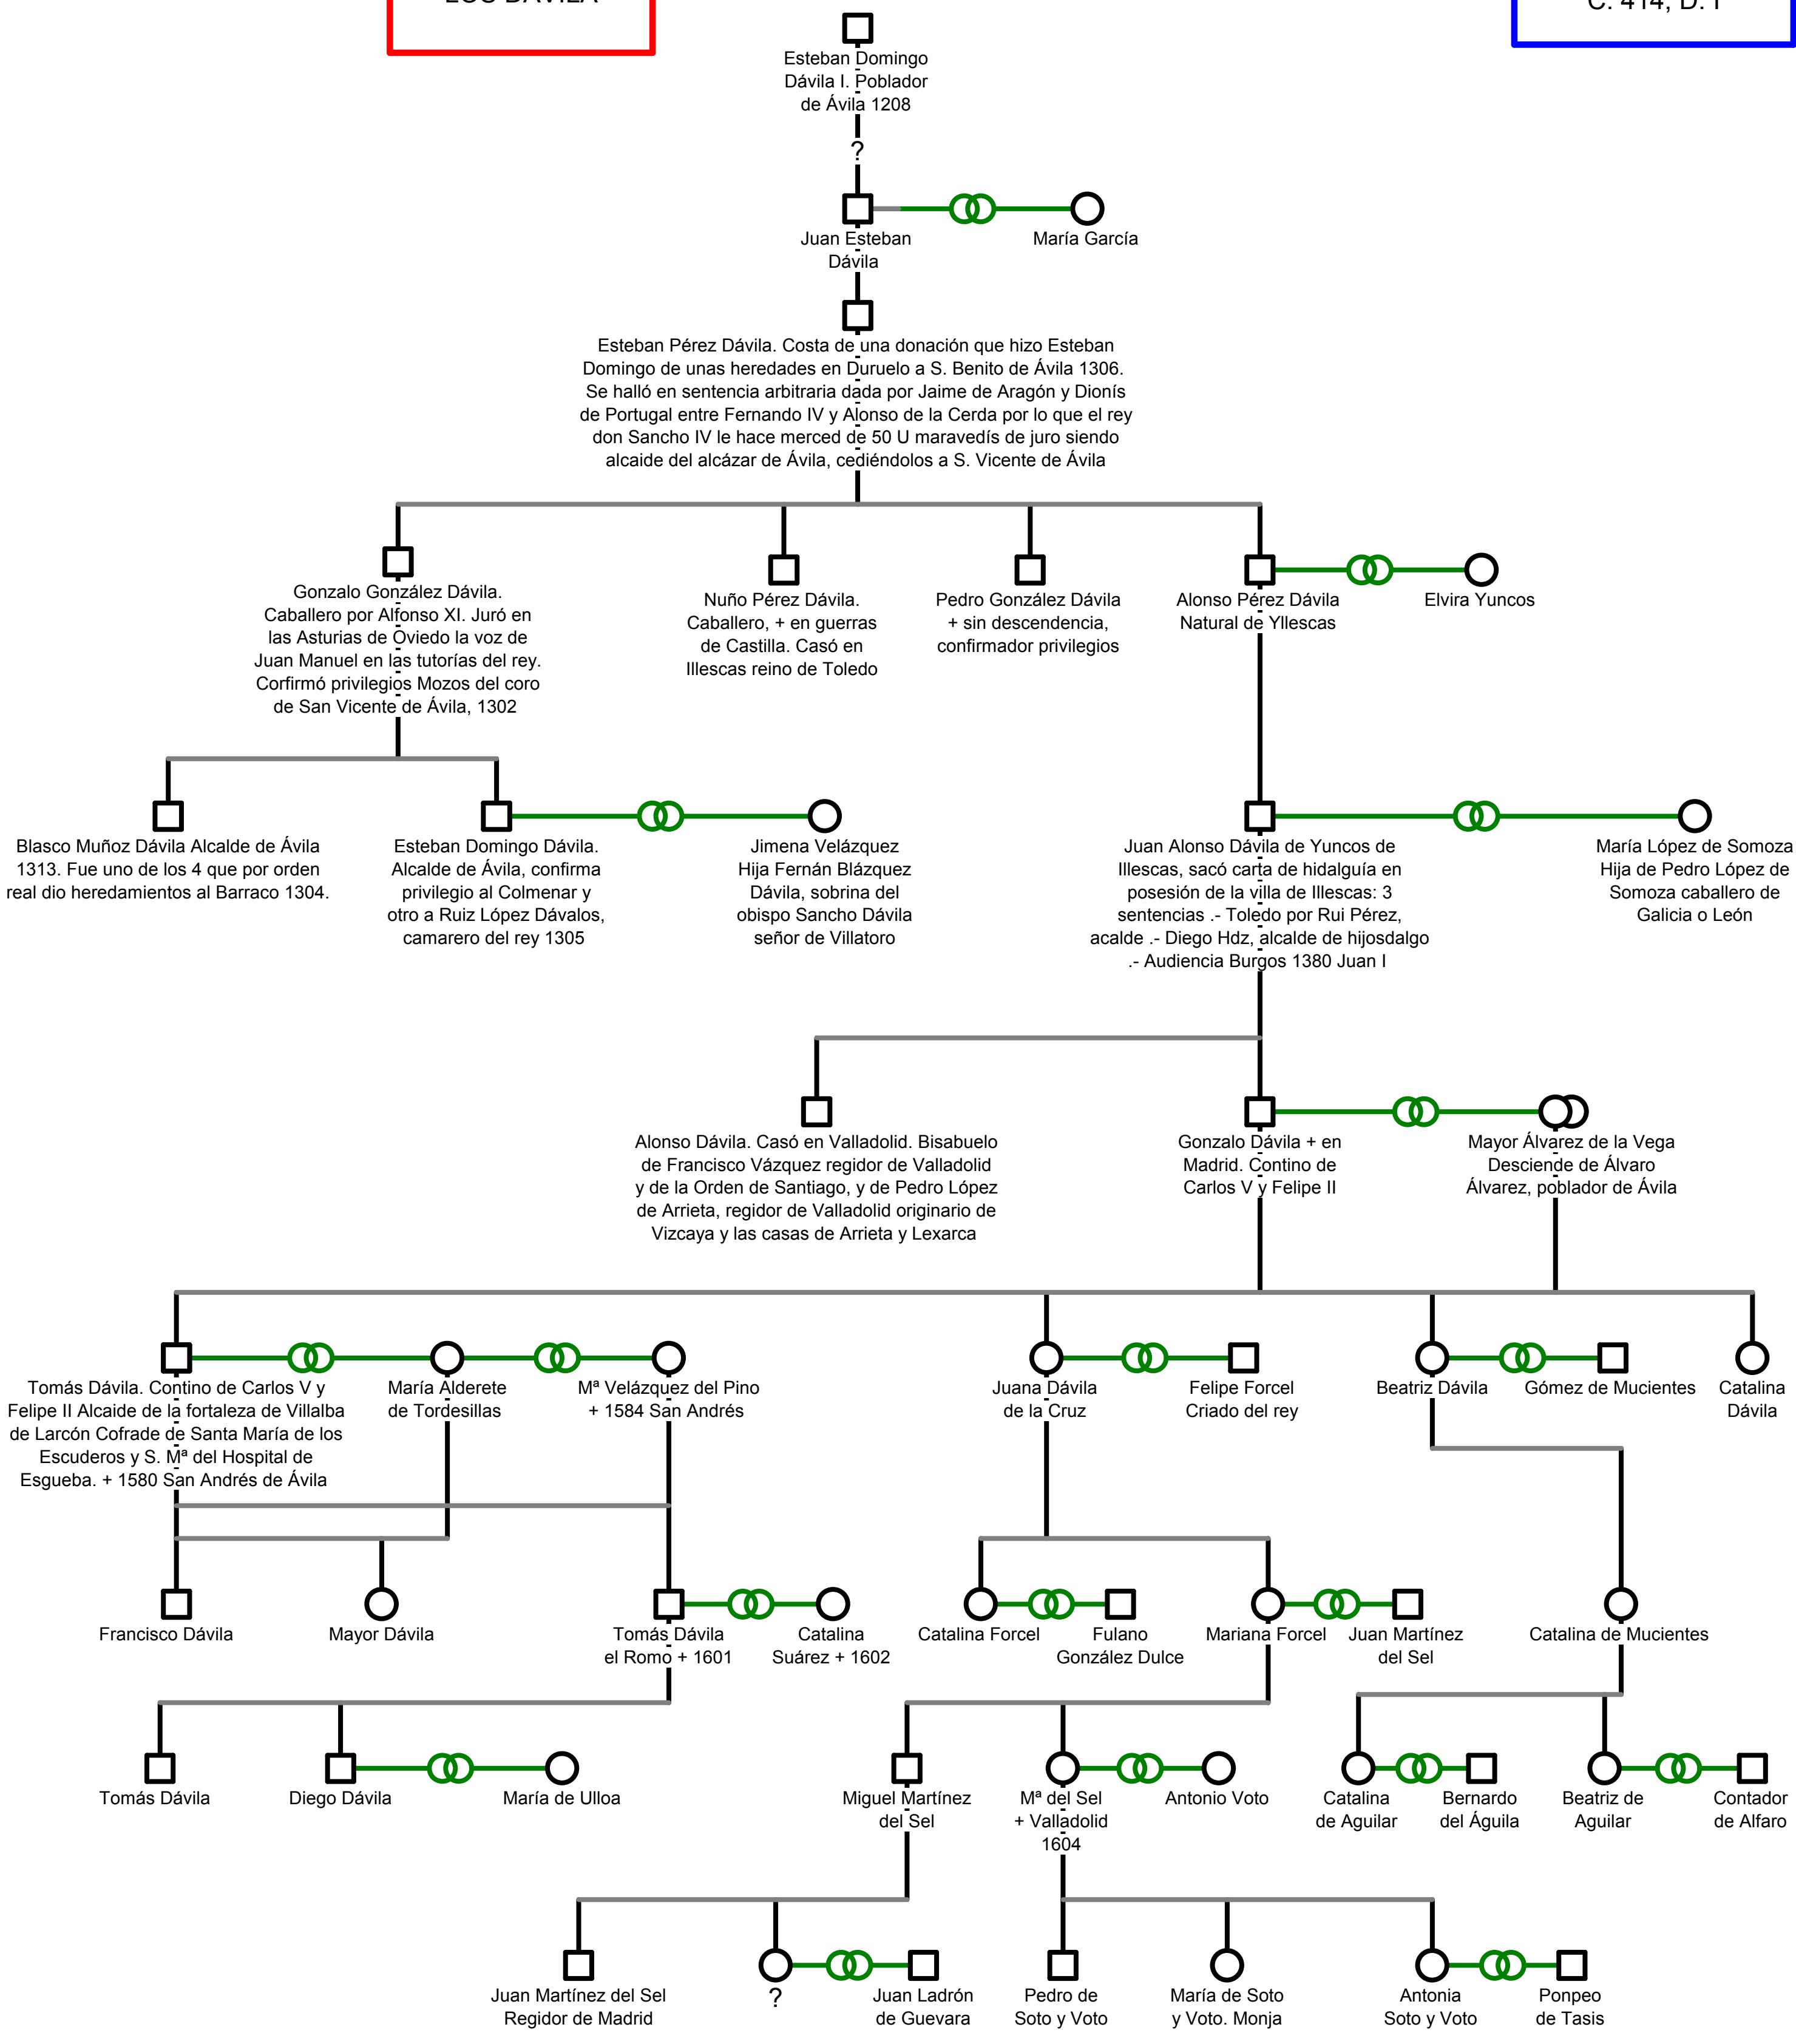 LOS DÁVILA
C. 414, D. I
Esteban Domingo
Dávila I. Poblador
de Ávila 1208
?
Juan Esteban
Dávila
María García
Esteban Pérez Dávila. Costa de una donación que hizo Esteban
Domingo de unas heredades en Duruelo a S. Benito de Ávila 1306.
Se halló en sentencia arbitraria dada por Jaime de Aragón y Dionís
de Portugal entre Fernando IV y Alonso de la Cerda por lo que el rey
don Sancho IV le hace merced de 50 U maravedís de juro siendo
alcaide del alcázar de Ávila, cediéndolos a S. Vicente de Ávila
Gonzalo González Dávila.
Caballero por Alfonso XI. Juró en
las Asturias de Oviedo la voz de
Juan Manuel en las tutorías del rey.
Corfirmó privilegios Mozos del coro
de San Vicente de Ávila, 1302
Nuño Pérez Dávila.
Caballero, + en guerras
de Castilla. Casó en
Illescas reino de Toledo
Pedro González Dávila
+ sin descendencia,
confirmador privilegios
Alonso Pérez Dávila
Natural de Yllescas
Elvira Yuncos
Blasco Muñoz Dávila Alcalde de Ávila
1313. Fue uno de los 4 que por orden
real dio heredamientos al Barraco 1304.
Esteban Domingo Dávila.
Alcalde de Ávila, confirma
privilegio al Colmenar y
otro a Ruiz López Dávalos,
camarero del rey 1305
Jimena Velázquez
Hija Fernán Blázquez
Dávila, sobrina del
obispo Sancho Dávila
señor de Villatoro
Juan Alonso Dávila de Yuncos de
Illescas, sacó carta de hidalguía en
posesión de la villa de Illescas: 3
sentencias .- Toledo por Rui Pérez,
acalde .- Diego Hdz, alcalde de hijosdalgo
.- Audiencia Burgos 1380 Juan I
María López de Somoza
Hija de Pedro López de
Somoza caballero de
Galicia o León
Alonso Dávila. Casó en Valladolid. Bisabuelo
de Francisco Vázquez regidor de Valladolid
y de la Orden de Santiago, y de Pedro López
de Arrieta, regidor de Valladolid originario de
Vizcaya y las casas de Arrieta y Lexarca
Gonzalo Dávila + en
Madrid. Contino de
Carlos V y Felipe II
Mayor Álvarez de la Vega
Desciende de Álvaro
Álvarez, poblador de Ávila
Tomás Dávila. Contino de Carlos V y
Felipe II Alcaide de la fortaleza de Villalba
de Larcón Cofrade de Santa María de los
Escuderos y S. Mª del Hospital de
Esgueba. + 1580 San Andrés de Ávila
María Alderete
de Tordesillas
Mª Velázquez del Pino
+ 1584 San Andrés
Juana Dávila
de la Cruz
Felipe Forcel
Criado del rey
Beatriz Dávila
Gómez de Mucientes
Catalina
Dávila
Francisco Dávila
Mayor Dávila
Tomás Dávila
el Romo + 1601
Catalina
Suárez + 1602
Catalina Forcel
Fulano
González Dulce
Mariana Forcel
Juan Martínez
del Sel
Catalina de Mucientes
Tomás Dávila
Diego Dávila
María de Ulloa
Miguel Martínez
del Sel
Mª del Sel
+ Valladolid
1604
Antonio Voto
Catalina
de Aguilar
Bernardo
del Águila
Beatriz de
Aguilar
Contador
de Alfaro
Juan Martínez del Sel
Regidor de Madrid
?
Juan Ladrón
de Guevara
Pedro de
Soto y Voto
María de Soto
y Voto. Monja
Antonia
Soto y Voto
Ponpeo
de Tasis